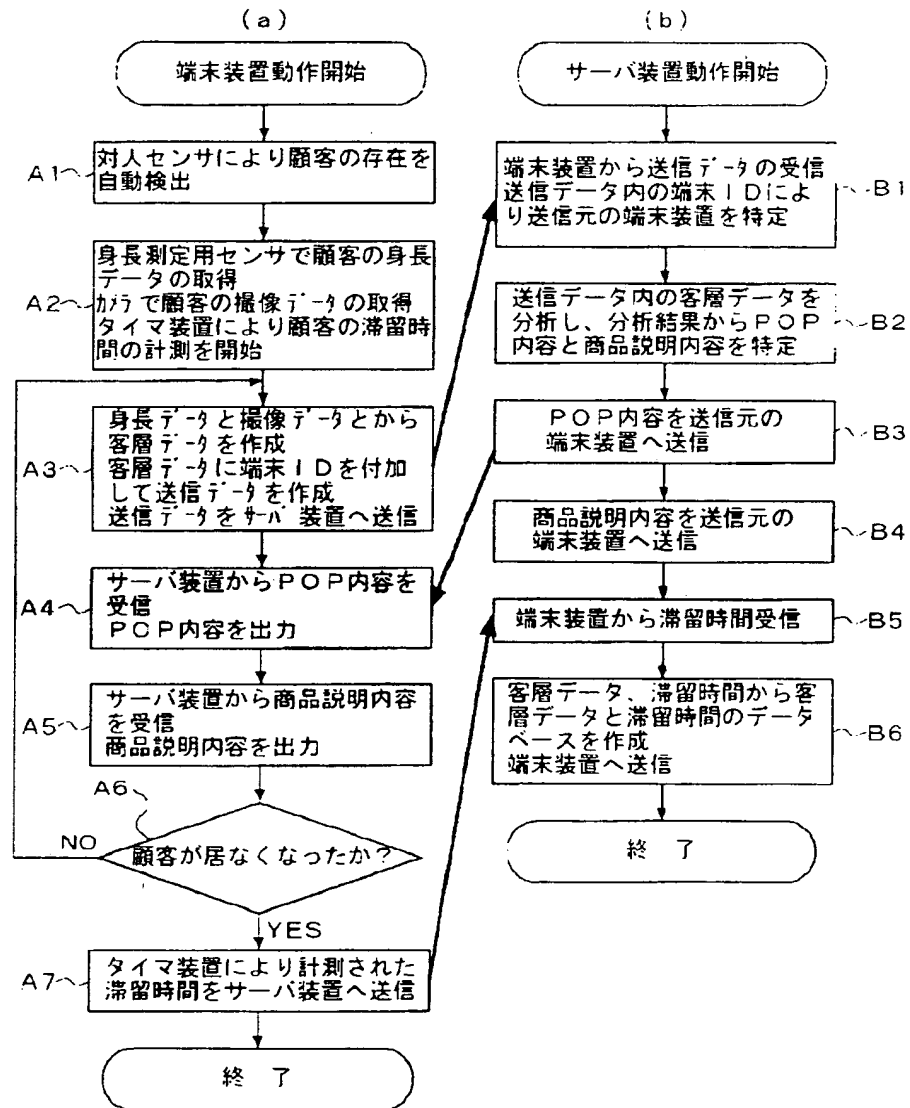 (a)
端末装置動作開始
A1
対人センサにより顧客の存在を
自動検出
A2
身長測定用センサで顧客の身長
データの取得
カメラで顧客の撮像データの取得
タイマ装置により顧客の滞留時
間の計測を開始
A3
身長データと撮像データとから
客層データを作成
客層データに端末IDを付加
して送信データを作成
送信データをサーバ装置へ送信
A4
サーバ装置からPOP内容を
受信
POP内容を出力
A5
サーバ装置から商品説明内容
を受信
商品説明内容を出力
A6
顧客が居なくなったか?
NO
YES
A7
タイマ装置により計測された
滞留時間をサーバ装置へ送信
終 了
(b)
サーバ装置動作開始
端末装置から送信データの受信
送信データ内の端末IDによ
り送信元の端末装置を特定
B1
送信データ内の客層データを
分析し、分析結果からPOP
内容と商品説明内容を特定
B2
POP内容を送信元の
端末装置へ送信
B3
商品説明内容を送信元の
端末装置へ送信
B4
端末装置から滞留時間受信
B5
客層データ、滞留時間から客
層データと滞留時間のデータ
ベースを作成
端末装置へ送信
B6
終 了